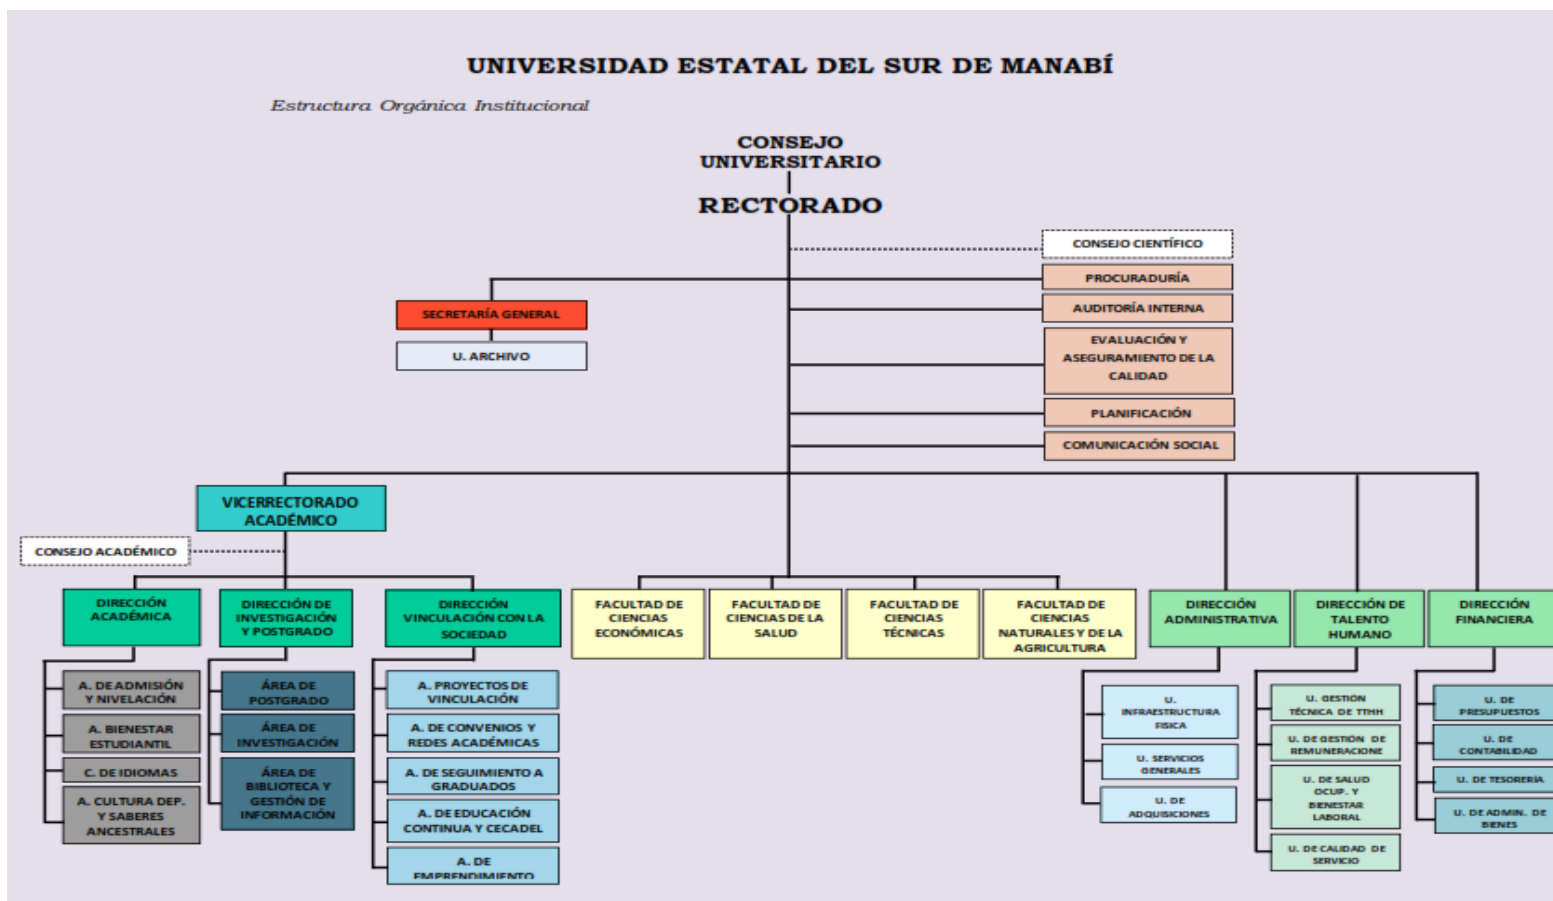 UNIVERSIDAD ESTATAL DEL SUR DE MANABÍ
Estructura Orgánica Institucional
CONSEJO
UNIVERSITARIO
RECTORADO
CONSEJO CIENTÍFICO
PROCURADURÍA
SECRETARÍA GENERAL
AUDITORÍA INTERNA
U. ARCHIVO
EVALUACIÓN Y
ASEGURAMIENTO DE LA
CALIDAD
PLANIFICACIÓN
COMUNICACIÓN SOCIAL
VICERRECTORADO
ACADÉMICO
CONSEJO ACADÉMICO
DIRECCIÓN
ACADÉMICA
DIRECCIÓN DE
INVESTIGACIÓN
Y POSTGRADO
DIRECCIÓN
VINCULACIÓN CON LA
SOCIEDAD
FACULTAD DE
CIENCIAS
ECONÓMICAS
FACULTAD DE
CIENCIAS DE LA
SALUD
FACULTAD DE
CIENCIAS
TÉCNICAS
FACULTAD DE
CIENCIAS
NATURALES Y DE LA
AGRICULTURA
DIRECCIÓN
ADMINISTRATIVA
DIRECCIÓN DE
TALENTO
HUMANO
DIRECCIÓN
FINANCIERA
A. DE ADMISIÓN
Y NIVELACIÓN
A. BIENESTAR
ESTUDIANTIL
C. DE IDIOMAS
A. CULTURA DEP.
Y SABERES
ANCESTRALES
ÁREA DE
POSTGRADO
ÁREA DE
INVESTIGACIÓN
ÁREA DE
BIBLIOTECA Y
GESTIÓN DE
INFORMACIÓN
A. PROYECTOS DE
VINCULACIÓN
A. DE CONVENIOS Y
REDES ACADÉMICAS
A. DE SEGUIMIENTO A
GRADUADOS
A. DE EDUCACIÓN
CONTINUA Y CECADEL
A. DE
EMPRENDIMIENTO
U.
INFRAESTRUCTURA
FISICA
U. SERVICIOS
GENERALES
U. DE
ADQUISICIONES
U. GESTIÓN
TÉCNICA DE TTHH
U. DE GESTIÓN DE
REMUNERACIONE
U. DE SALUD
OCUP. Y
BIENESTAR
LABORAL
U. DE CALIDAD DE
SERVICIO
U. DE
PRESUPUESTOS
U. DE
CONTABILIDAD
U. DE TESORERÍA
U. DE ADMIN. DE
BIENES